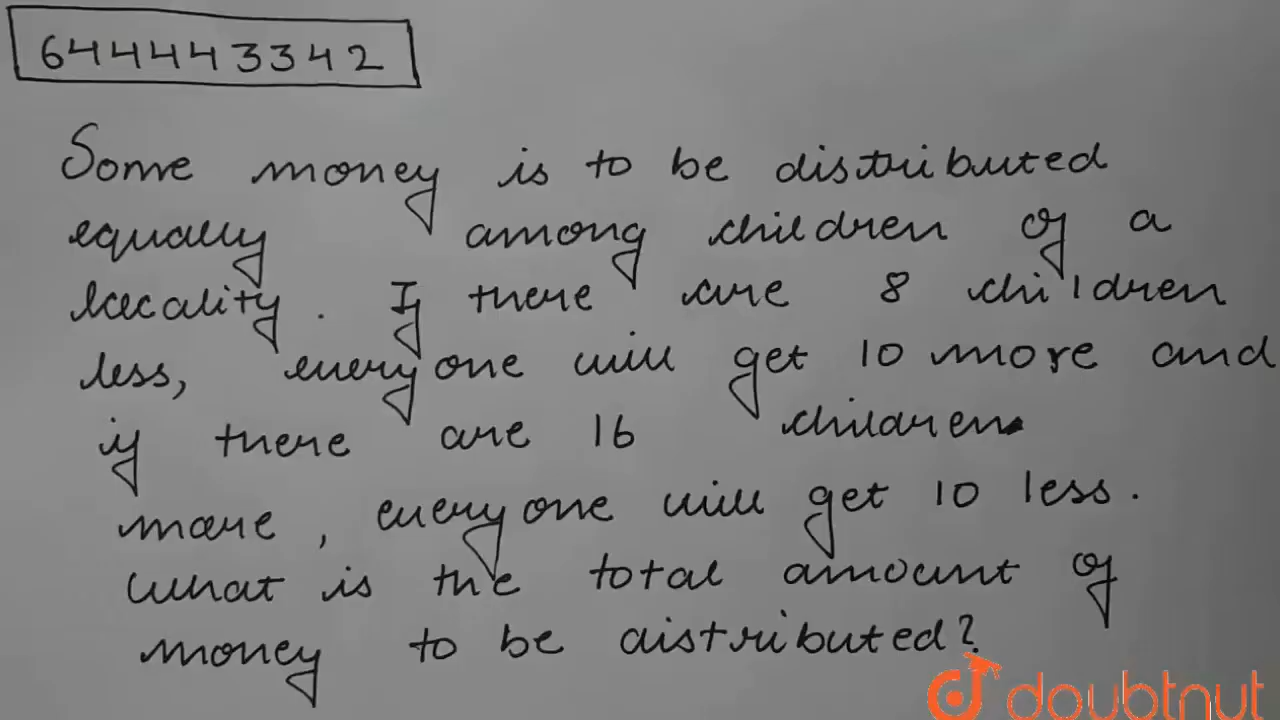 644443342
Some money is to be distributed
equally among children of a
locality. If there are 8 children
less, everyone will get 10 more and
if there are 16 children
more, everyone will get 10 less.
What is the total amount of
money to be distributed?
doubtnut